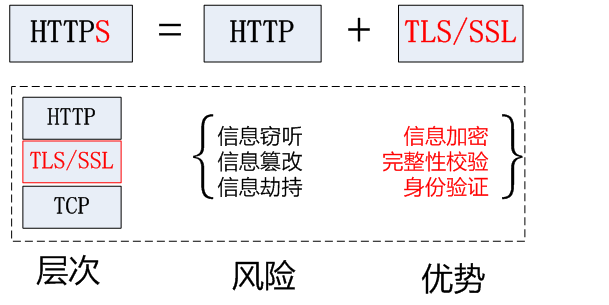 HTTPS = HTTP + TLS/SSL
HTTP
TLS/SSL
TCP
信息窃听
信息篡改
信息劫持
信息加密
完整性校验
身份验证
层次 风险 优势